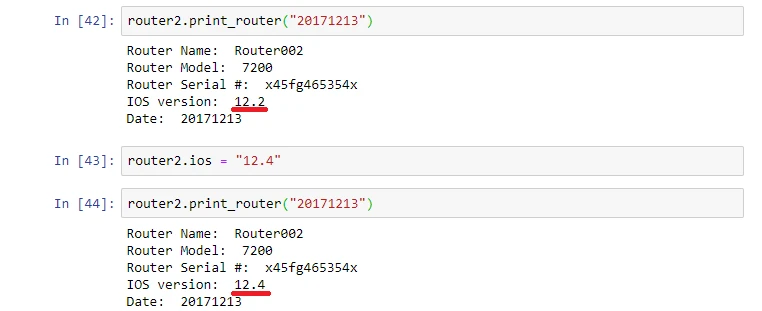 In [42]: router2.print_router("20171213")
Router Name:  Router002
Router Model:  7200
Router Serial #:  x45fg465354x
IOS version:  12.2
Date:  20171213
In [43]: router2.ios = "12.4"
In [44]: router2.print_router("20171213")
Router Name:  Router002
Router Model:  7200
Router Serial #:  x45fg465354x
IOS version:  12.4
Date:  20171213